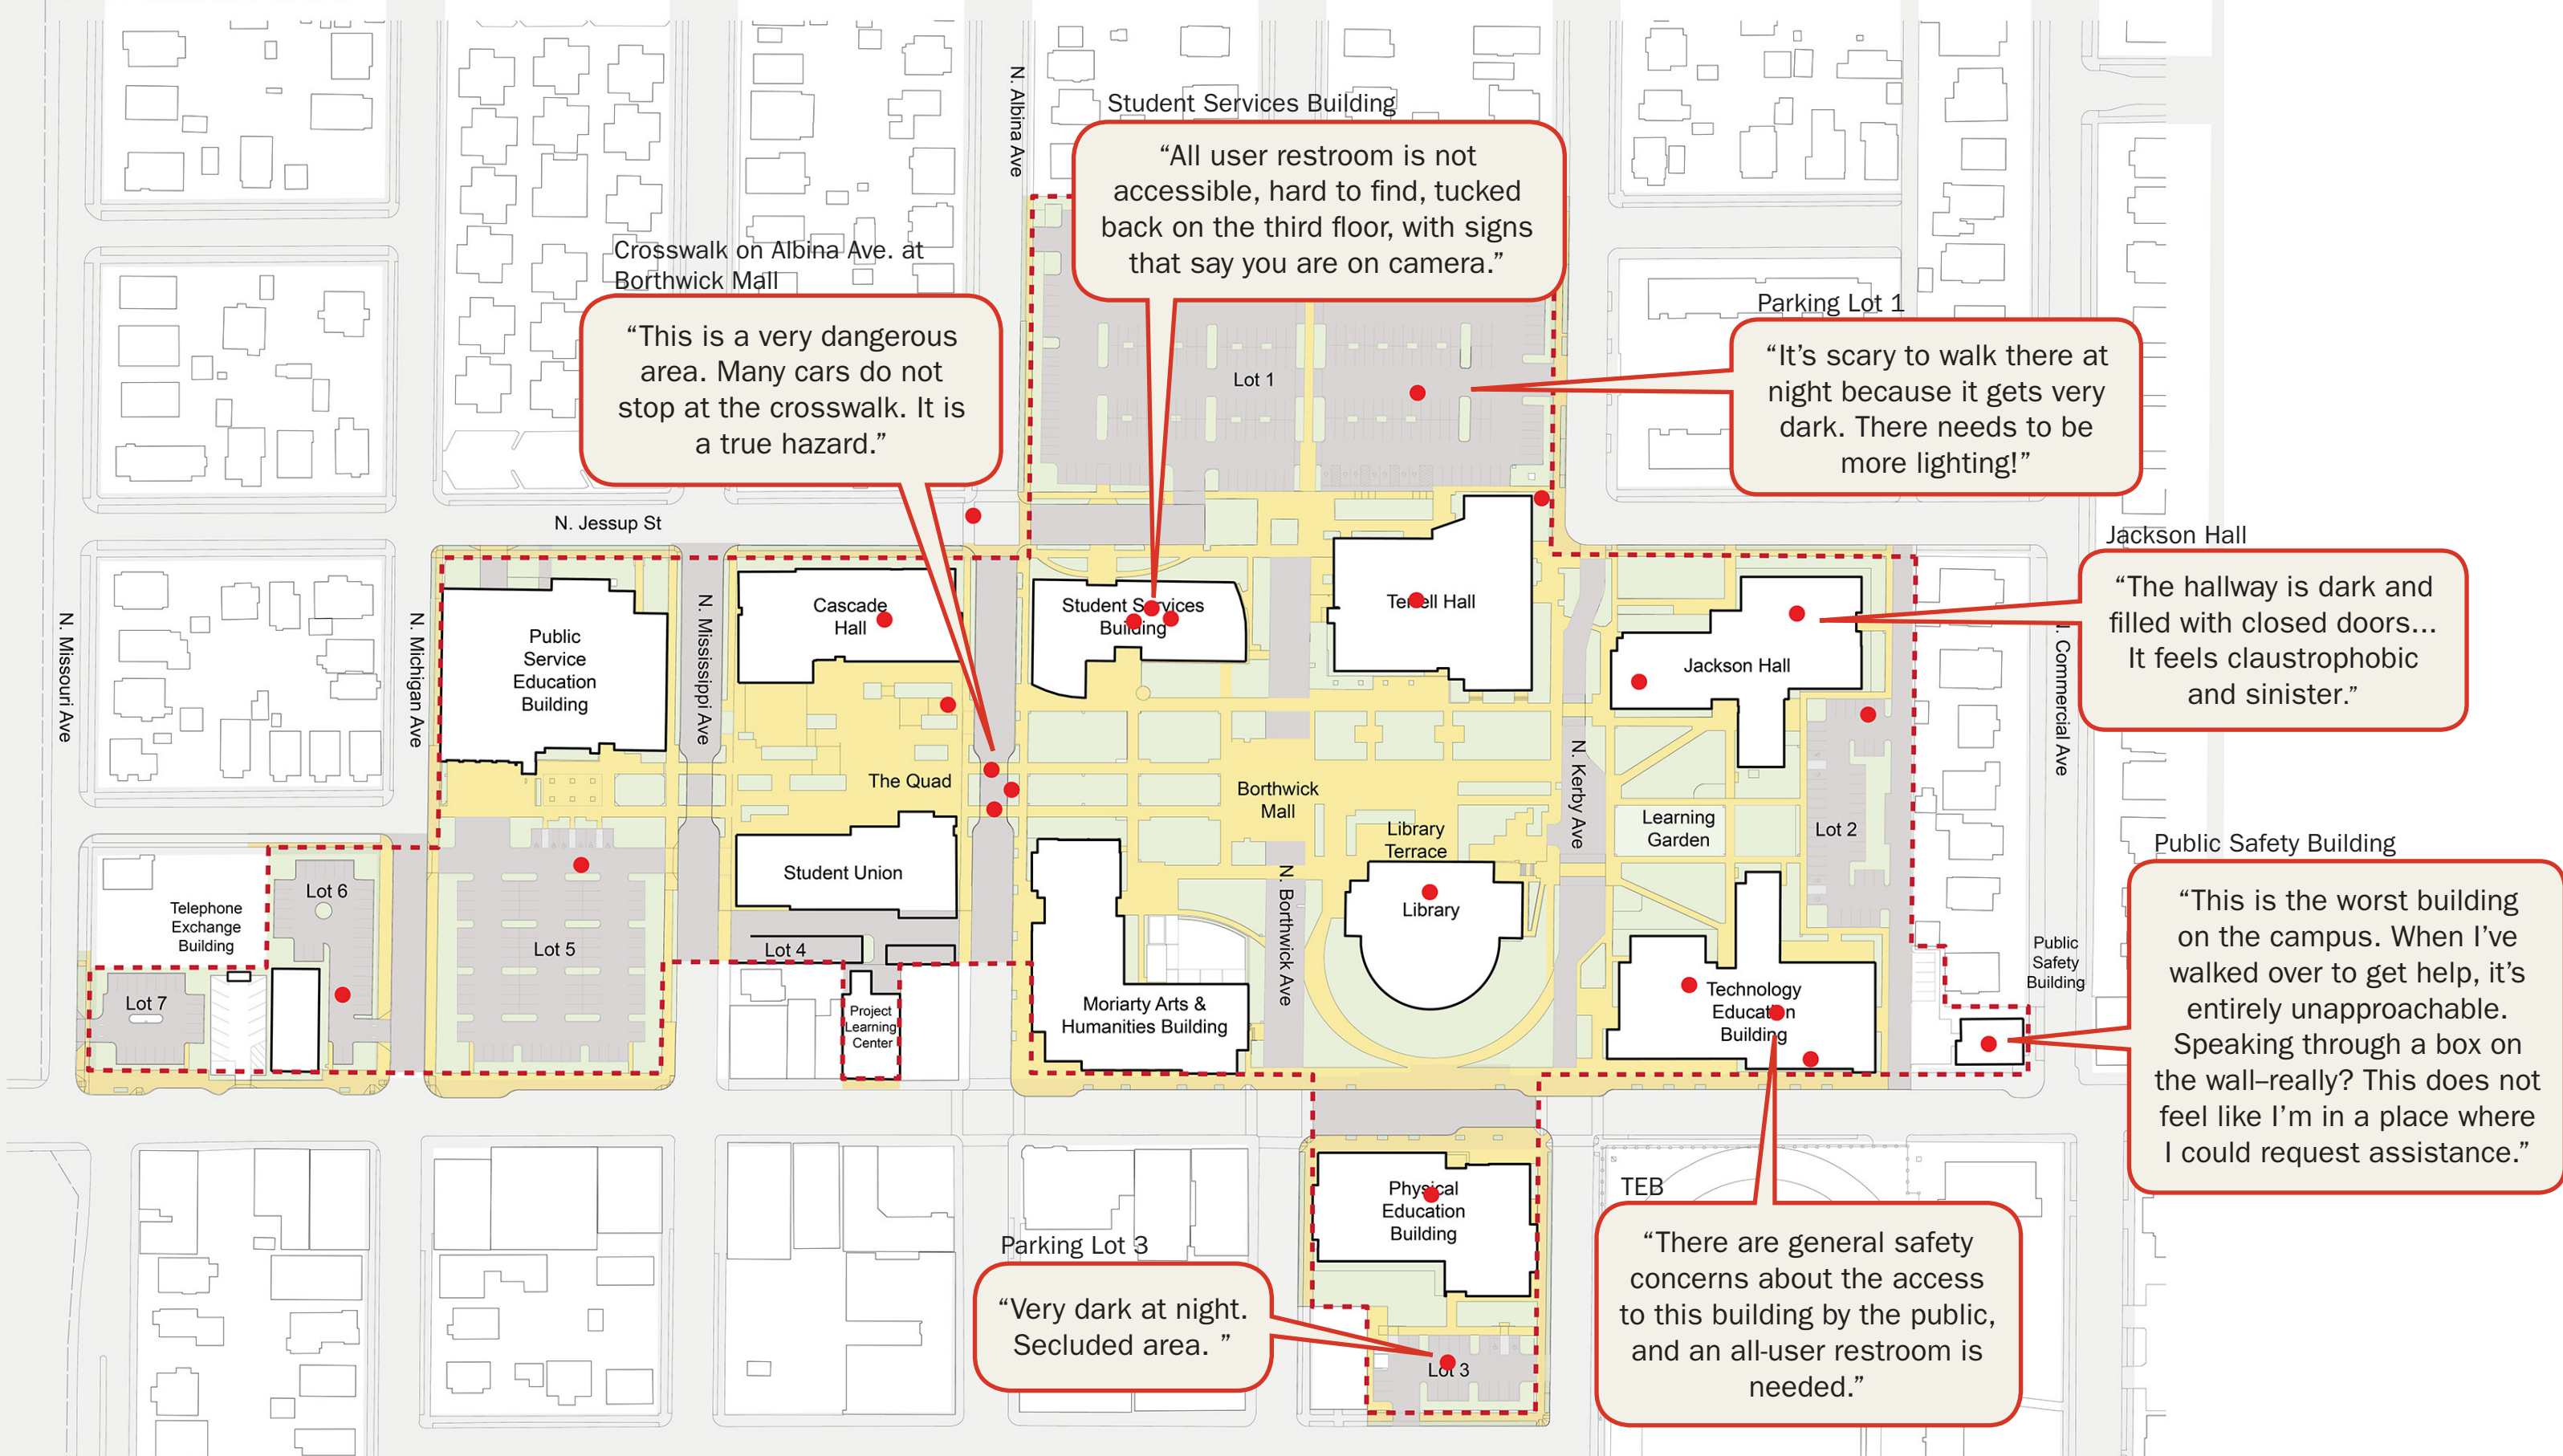 N. Albina Ave
Student Services Building
“All user restroom is not
accessible, hard to find, tucked
back on the third floor, with signs
that say you are on camera.”
Crosswalk on Albina Ave. at
Borthwick Mall
“This is a very dangerous
area. Many cars do not
stop at the crosswalk. It is
a true hazard.”
Parking Lot 1
“It’s scary to walk there at
night because it gets very
dark. There needs to be
more lighting!”
Lot 1
N. Jessup St
Jackson Hall
“The hallway is dark and
filled with closed doors...
It feels claustrophobic
and sinister.”
N. Missouri Ave
N. Michigan Ave
Public
Service
Education
Building
N. Mississippi Ave
Cascade
Hall
Student Services
Building
Terrell Hall
Jackson Hall
N. Commercial Ave
The Quad
Borthwick
Mall
N. Kerby Ave
Library
Terrace
Learning
Garden
Lot 2
Student Union
Library
N. Borthwick Ave
Lot 6
Telephone
Exchange
Building
Lot 5
Lot 4
Lot 7
Project
Learning
Center
Moriarty Arts &
Humanities Building
Technology
Education
Building
Public
Safety
Building
Public Safety Building
“This is the worst building
on the campus. When I’ve
walked over to get help, it’s
entirely unapproachable.
Speaking through a box on
the wall–really? This does not
feel like I’m in a place where
I could request assistance.”
Physical
Education
Building
TEB
“There are general safety
concerns about the access
to this building by the public,
and an all-user restroom is
needed.”
Parking Lot 3
“Very dark at night.
Secluded area. ”
Lot 3